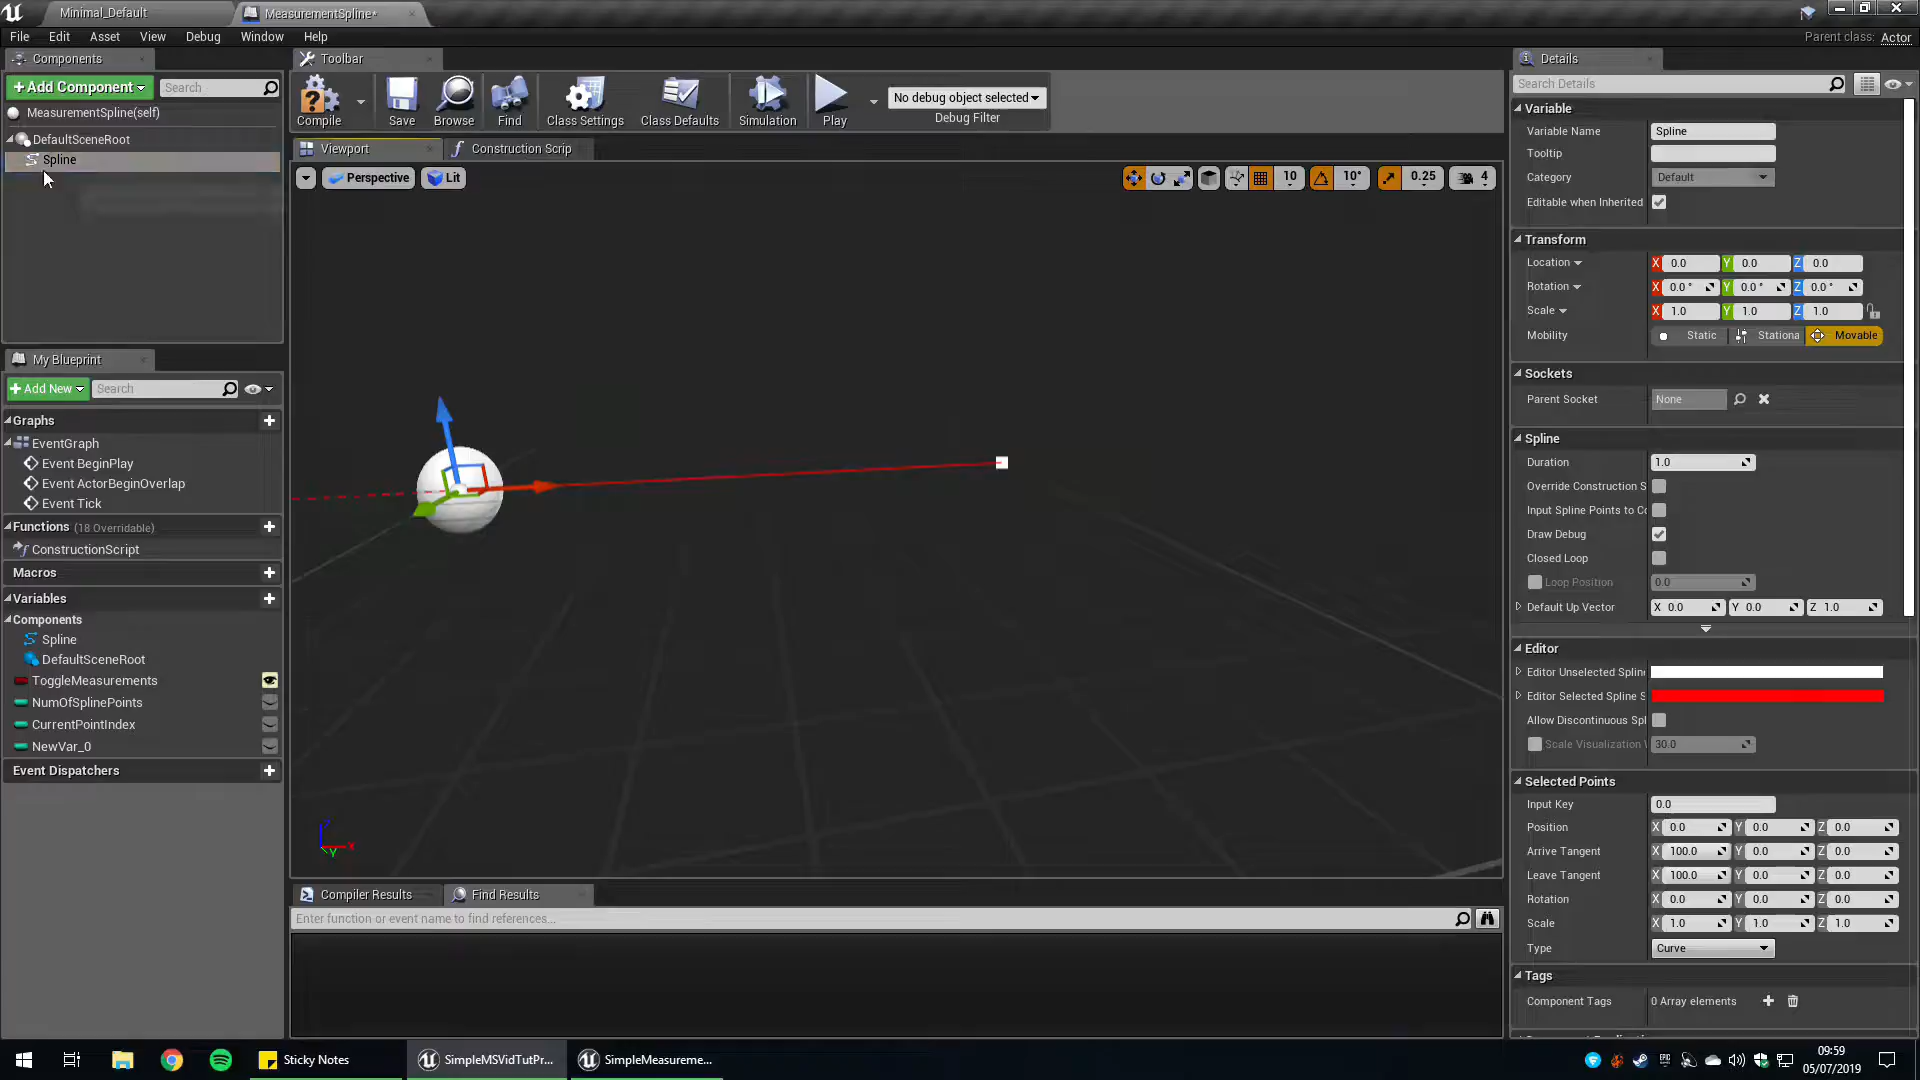 Minimal_Default
MeasurementSpline*
File Edit Asset View Debug Window Help
Parent class: Actor
Components
+Add Component
Search
MeasurementSpline(self)
DefaultSceneRoot
Spline
My Blueprint
+Add New
Search
Graphs
EventGraph
Event BeginPlay
Event ActorBeginOverlap
Event Tick
Functions (18 Overridable)
ConstructionScript
Macros
Variables
Components
Spline
DefaultSceneRoot
ToggleMeasurements
NumOfSplinePoints
CurrentPointIndex
NewVar_0
Event Dispatchers
Toolbar
Compile
Save
Browse
Find
Class Settings
Class Defaults
Simulation
Play
No debug object selected
Debug Filter
Viewport
Construction Scrip
Perspective
Lit
10
10°
0.25
4
Z
X
Y
Compiler Results
Find Results
Enter function or event name to find references...
Details
Search Details
Variable
Variable Name Spline
Tooltip
Category Default
Editable when Inherited
Transform
Location X 0.0 Y 0.0 Z 0.0
Rotation X 0.0 ° Y 0.0 ° Z 0.0 °
Scale X 1.0 Y 1.0 Z 1.0
Mobility Static Stationa Movable
Sockets
Parent Socket None
Spline
Duration 1.0
Override Construction S
Input Spline Points to Co
Draw Debug
Closed Loop
Loop Position 0.0
Default Up Vector X 0.0 Y 0.0 Z 1.0
Editor
Editor Unselected Spline
Editor Selected Spline S
Allow Discontinuous Spl
Scale Visualization 30.0
Selected Points
Input Key 0.0
Position X 0.0 Y 0.0 Z 0.0
Arrive Tangent X 100.0 Y 0.0 Z 0.0
Leave Tangent X 100.0 Y 0.0 Z 0.0
Rotation X 0.0 Y 0.0 Z 0.0
Scale X 1.0 Y 1.0 Z 1.0
Type Curve
Tags
Component Tags 0 Array elements
Sticky Notes
SimpleMSVidTutPr...
SimpleMeasureme...
09:59
05/07/2019